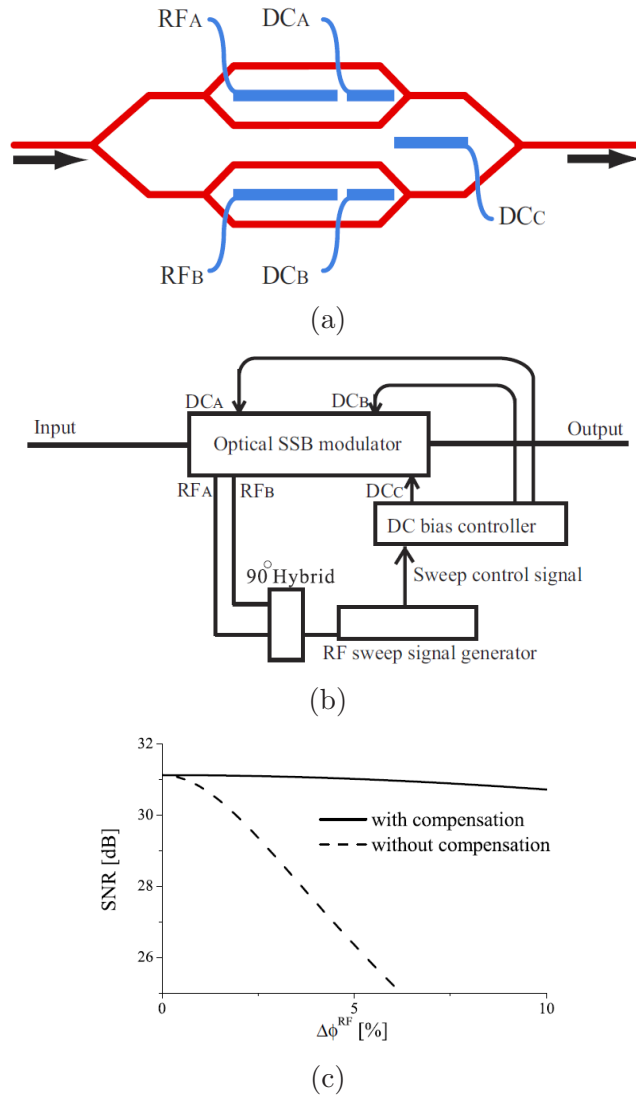 RFA DCA
DCC
RFB DCB
(a)
DCA DCB
Input Output
Optical SSB modulator
RFA RFB DCC
DC bias controller
90° Hybrid
Sweep control signal
RF sweep signal generator
(b)
32
30
28
26
SNR [dB]
with compensation
without compensation
0 5 10
Δϕ^RF [%]
(c)